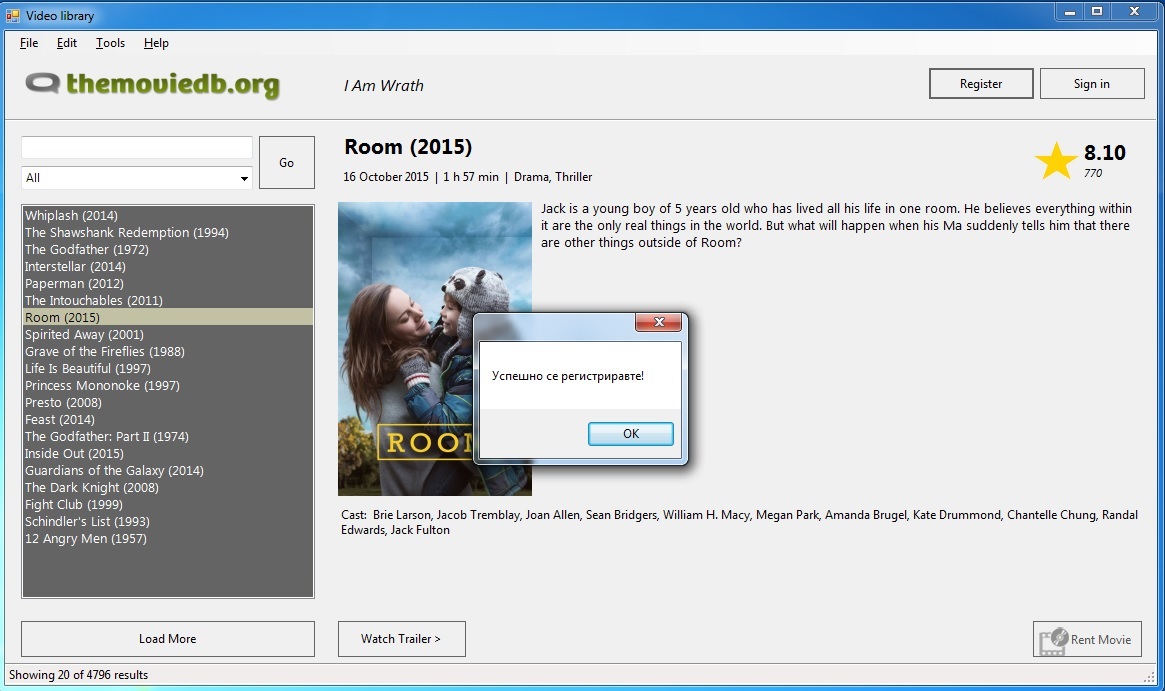 Video library
File Edit Tools Help
themoviedb.org
I Am Wrath
Register
Sign in
Go
All
Whiplash (2014)
The Shawshank Redemption (1994)
The Godfather (1972)
Interstellar (2014)
Paperman (2012)
The Intouchables (2011)
Room (2015)
Spirited Away (2001)
Grave of the Fireflies (1988)
Life Is Beautiful (1997)
Princess Mononoke (1997)
Presto (2008)
Feast (2014)
The Godfather: Part II (1974)
Inside Out (2015)
Guardians of the Galaxy (2014)
The Dark Knight (2008)
Fight Club (1999)
Schindler's List (1993)
12 Angry Men (1957)
Load More
Room (2015)
16 October 2015 | 1 h 57 min | Drama, Thriller
8.10
770
Jack is a young boy of 5 years old who has lived all his life in one room. He believes everything within
it are the only real things in the world. But what will happen when his Ma suddenly tells him that there
are other things outside of Room?
ROOM
Успешно се регистриравте!
OK
Cast: Brie Larson, Jacob Tremblay, Joan Allen, Sean Bridgers, William H. Macy, Megan Park, Amanda Brugel, Kate Drummond, Chantelle Chung, Randal
Edwards, Jack Fulton
Watch Trailer >
Rent Movie
Showing 20 of 4796 results